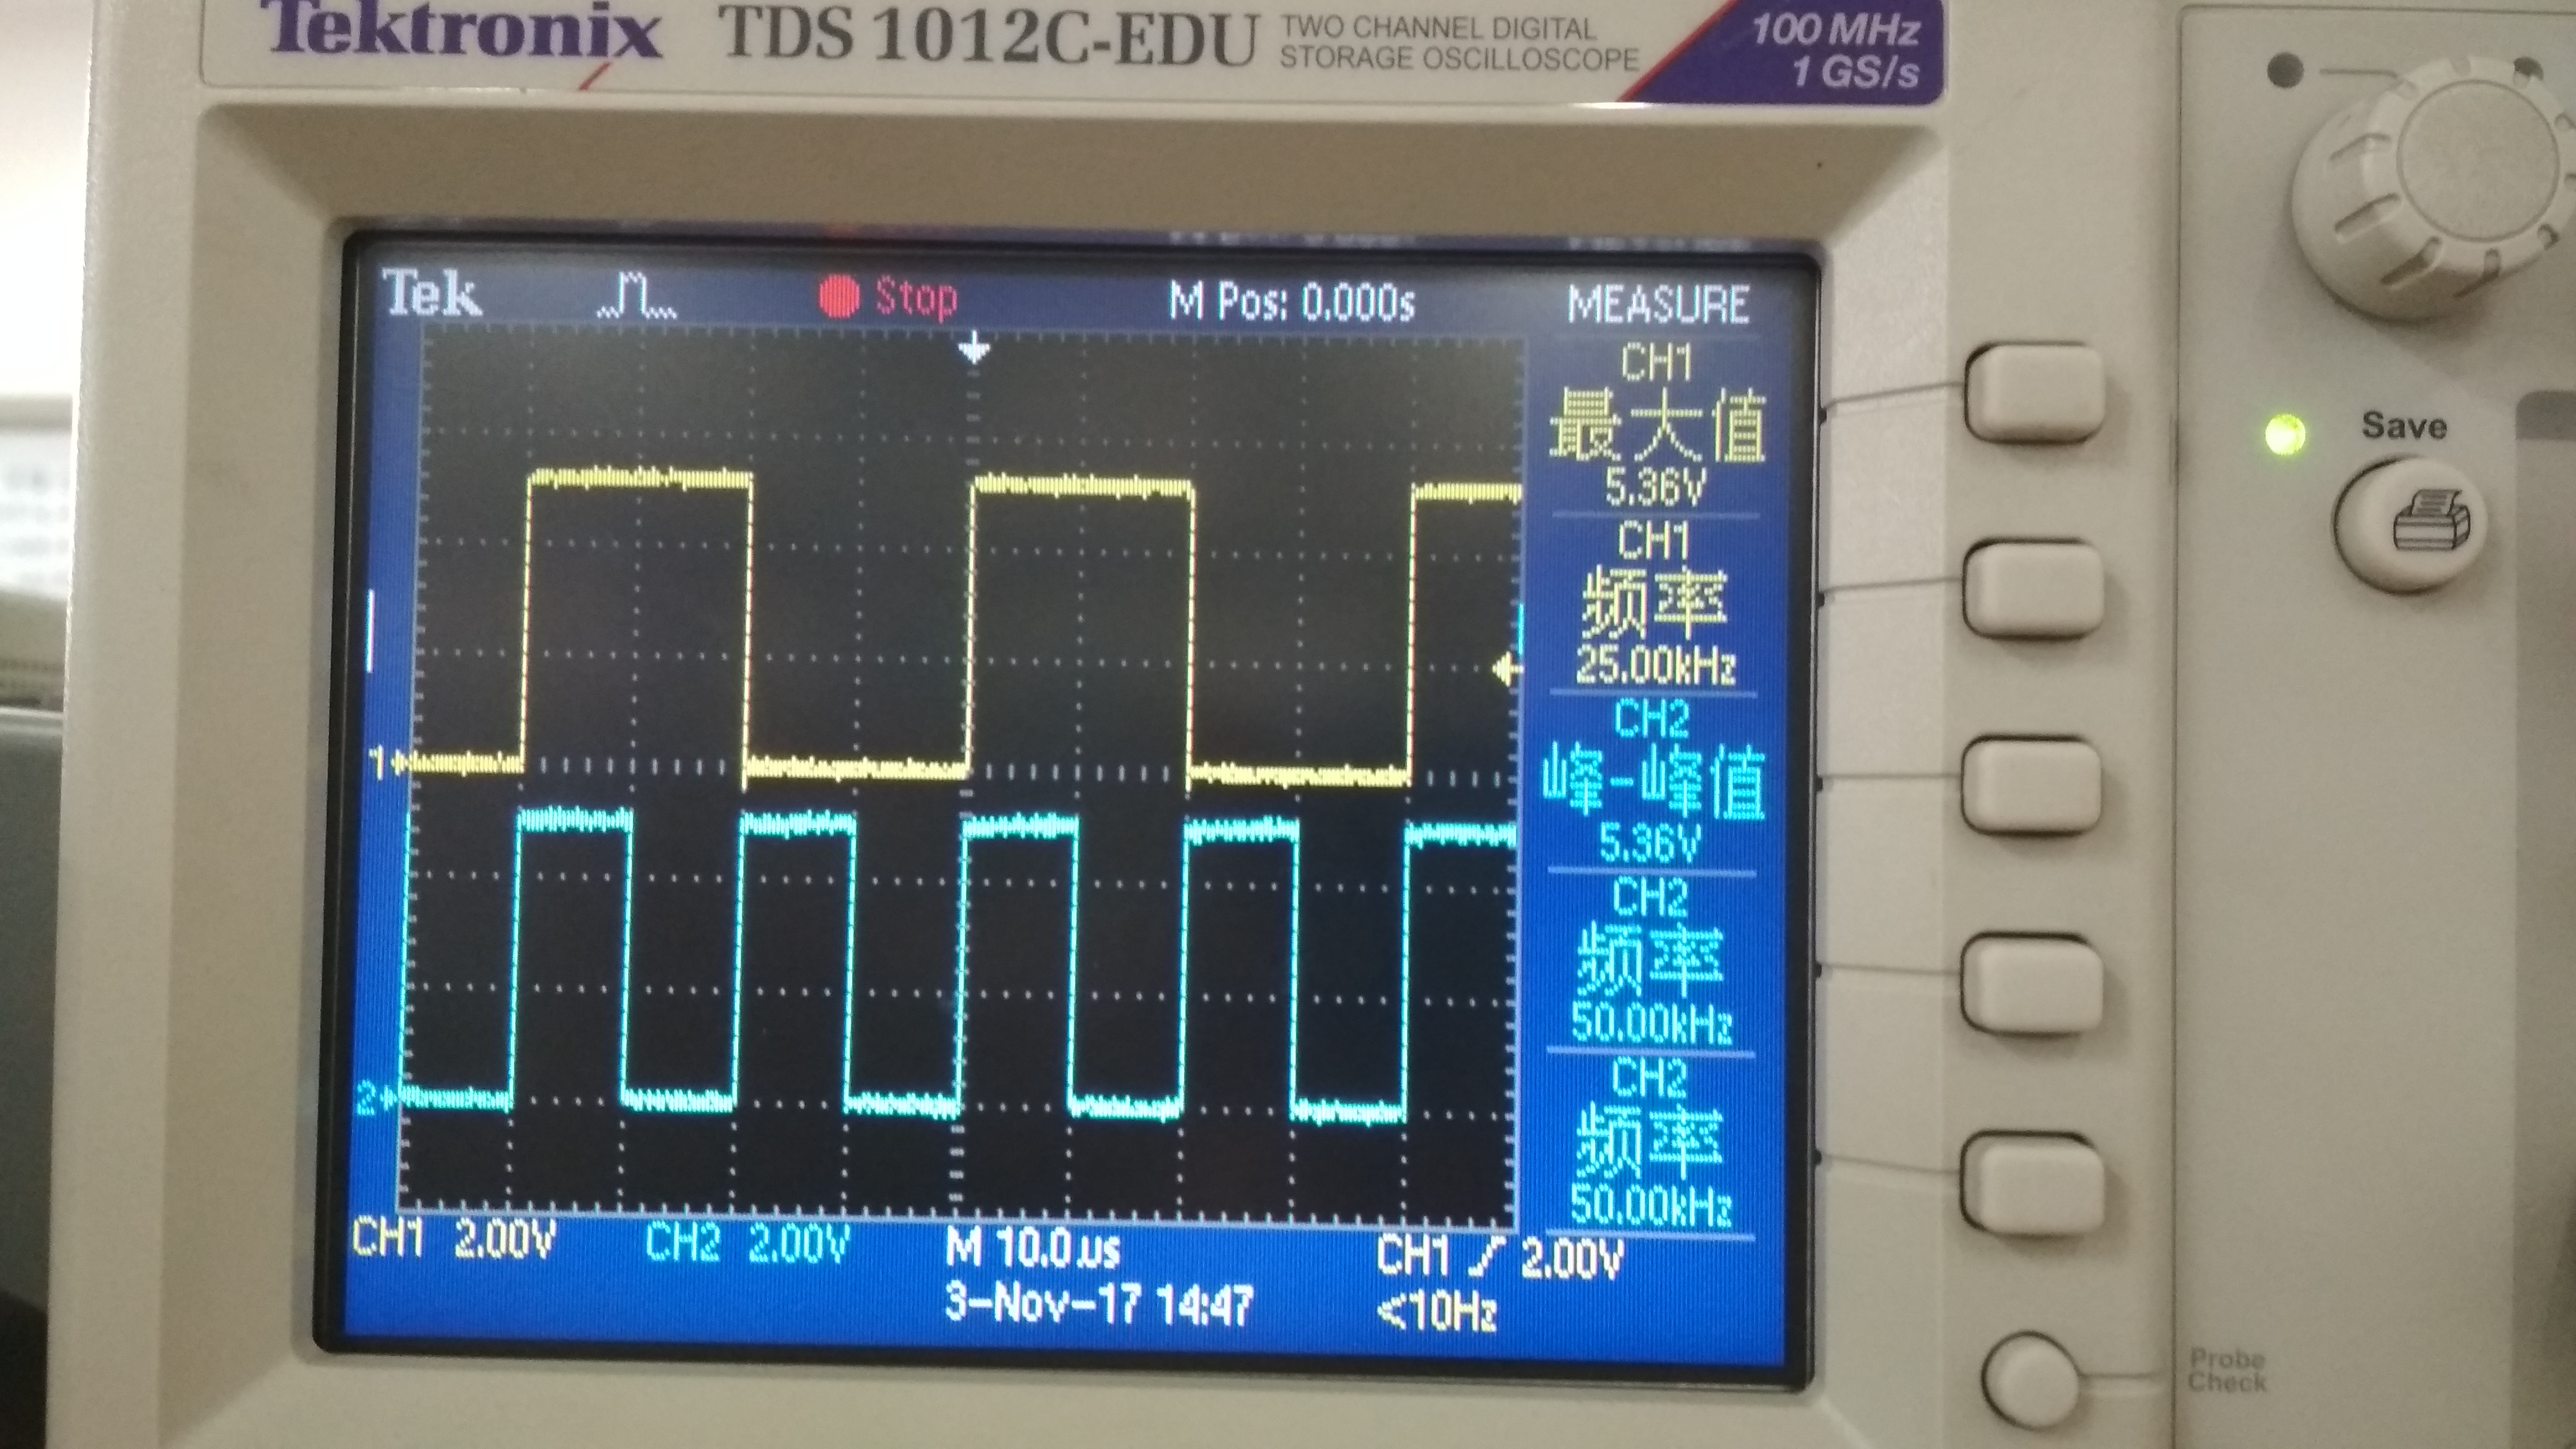 Tektronix TDS 1012C-EDU TWO CHANNEL DIGITAL STORAGE OSCILLOSCOPE
100 MHz
1 GS/s
Tek Stop M Pos: 0.000s MEASURE
CH1
最大值
5.36V
CH1
频率
25.00kHz
CH2
峰-峰值
5.36V
CH2
频率
50.00kHz
CH2
频率
50.00kHz
1
2
CH1 2.00V CH2 2.00V M 10.0us CH1 2.00V
3-Nov-17 14:47 <10Hz
Save
Probe
Check